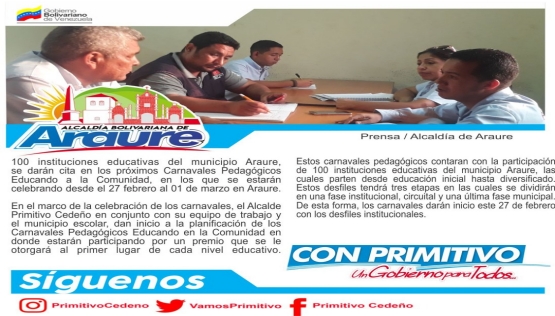 Gobierno
Bolivariano
de Venezuela
ALCALDÍA BOLIVARIANA DE
Araure
Prensa / Alcaldía de Araure
100 instituciones educativas del municipio Araure,
se darán cita en los próximos Carnavales Pedagógicos
Educando a la Comunidad, en los que se estarán
celebrando desde el 27 febrero al 01 de marzo en Araure.
En el marco de la celebración de los carnavales, el Alcalde
Primitivo Cedeño en conjunto con su equipo de trabajo y
el municipio escolar, dan inicio a la planificación de los
Carnavales Pedagógicos Educando en la Comunidad en
donde estarán participando por un premio que se le
otorgará al primer lugar de cada nivel educativo.
Estos carnavales pedagógicos contaran con la participación
de 100 instituciones educativas del municipio Araure, las
cuales parten desde educación inicial hasta diversificado.
Estos desfiles tendrá tres etapas en las cuales se dividirán
en una fase institucional, circuital y una última fase municipal.
De esta forma, los carnavales darán inicio este 27 de febrero
con los desfiles institucionales.
CON PRIMITIVO
Un Gobierno para Todos...
Síguenos
PrimitivoCedeno
VamosPrimitivo
Primitivo Cedeño